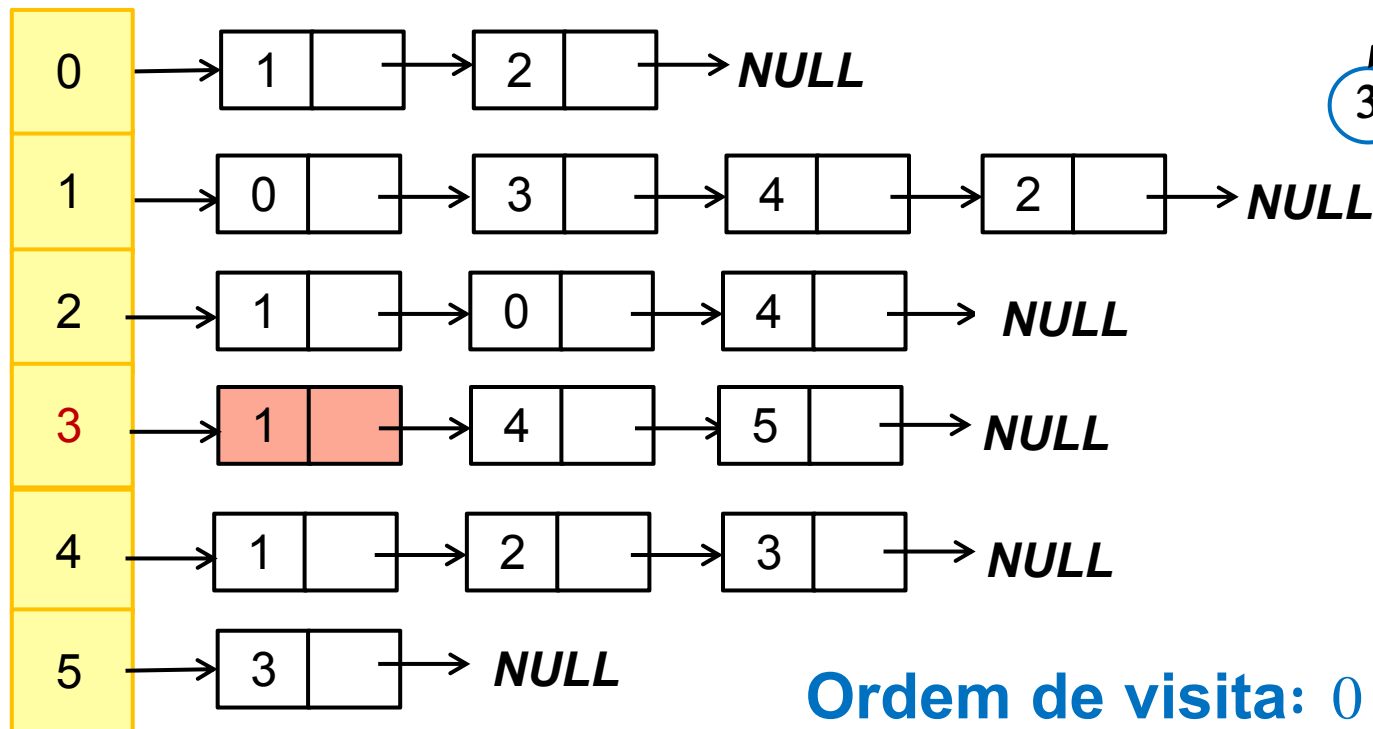 0 1 2 NULL
3
1 0 3 4 2 NULL
2 1 0 4 NULL
3 1 4 5 NULL
4 1 2 3 NULL
5 3 NULL
Ordem de visita: 0